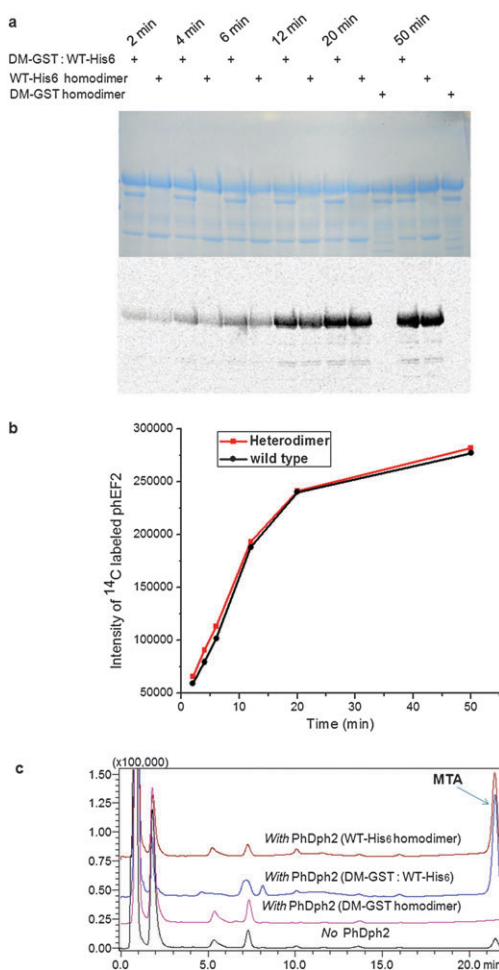 a
2 min 4 min 6 min 12 min 20 min 50 min
DM-GST : WT-His6 + + + + + +
WT-His6 homodimer + + + + + +
DM-GST homodimer + +
b
300000
250000
200000
150000
100000
50000
Intensity of ¹⁴C labeled phEF2
Heterodimer
wild type
0 10 20 30 40 50
Time (min)
c
(x100,000)
1.50
1.25
1.00
0.75
0.50
0.25
0.00
MTA
With PhDph2 (WT-His₆ homodimer)
With PhDph2 (DM-GST : WT-His₆)
With PhDph2 (DM-GST homodimer)
No PhDph2
0.0 5.0 10.0 15.0 20.0 min